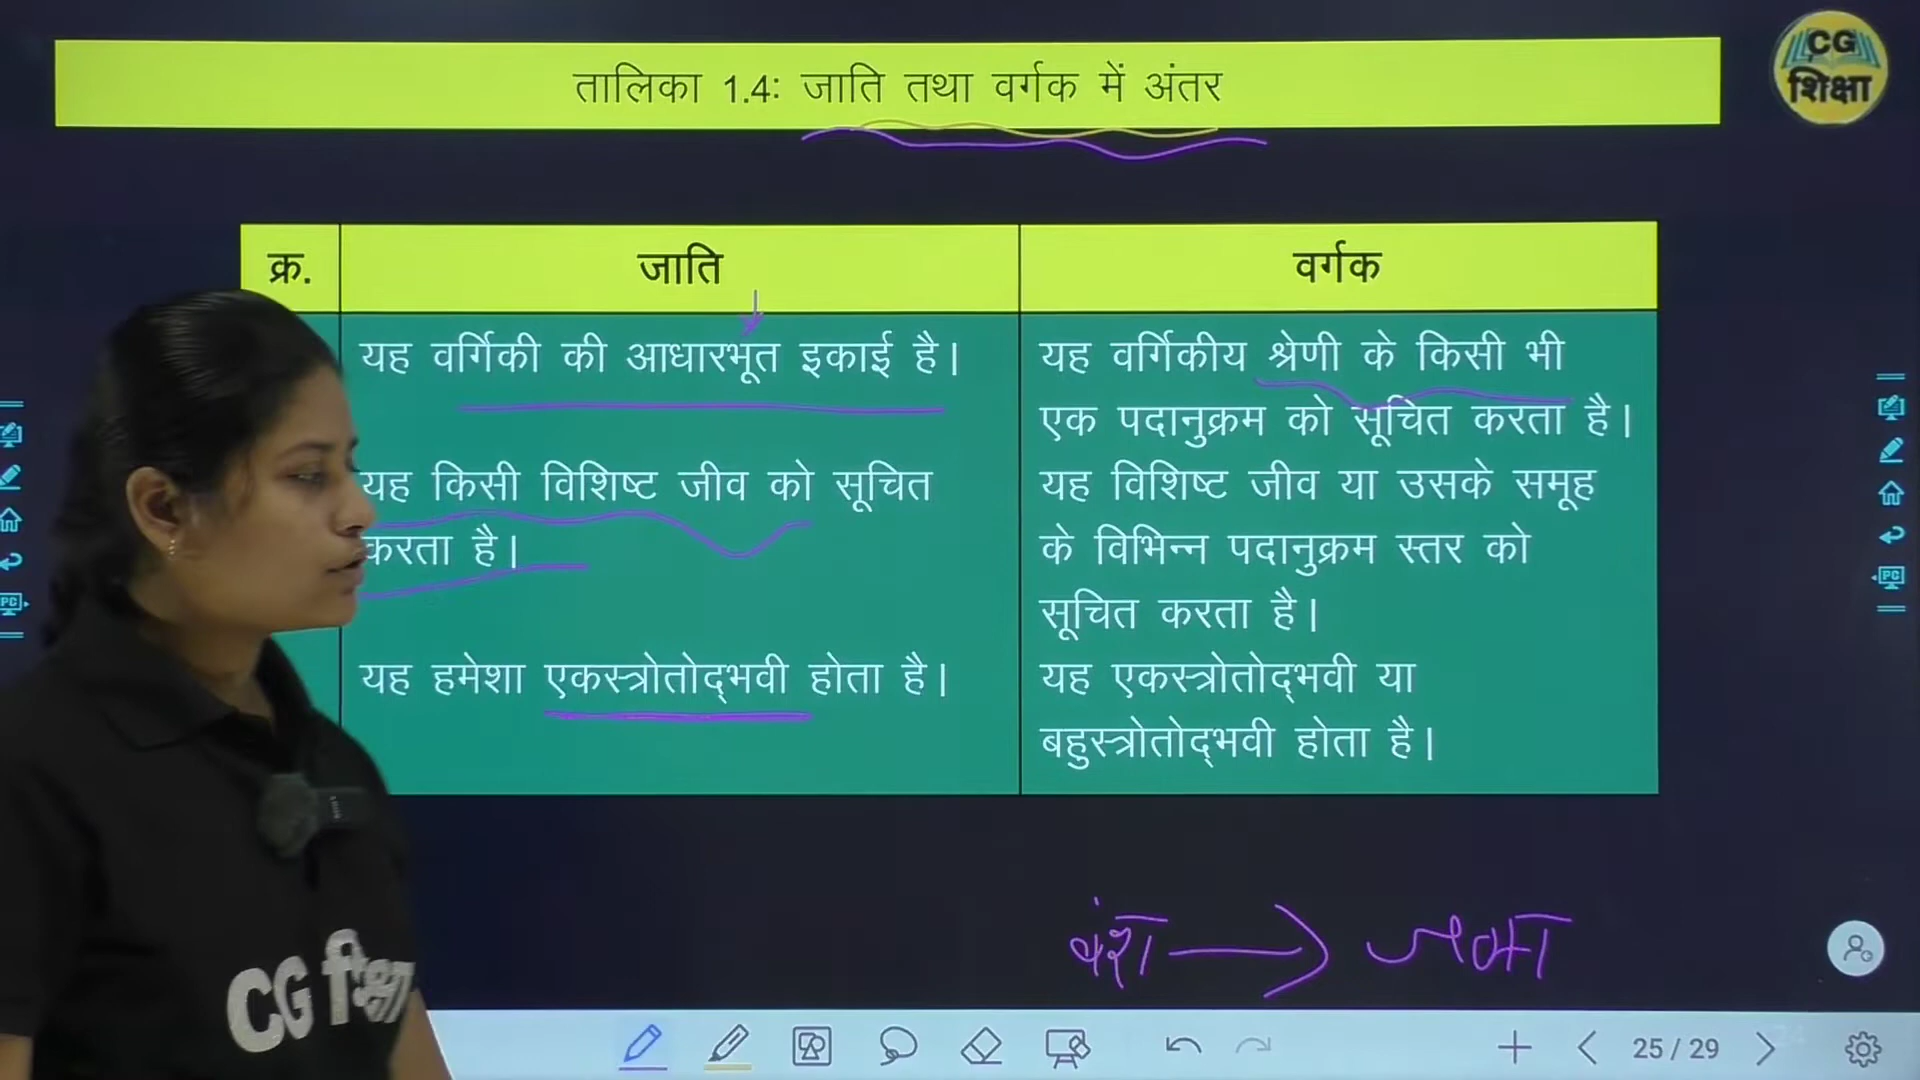 CG
शिक्षा
तालिका 1.4: जाति तथा वर्गक में अंतर
क्र.
जाति
वर्गक
यह वर्गिकी की आधारभूत इकाई है।
यह वर्गिकीय श्रेणी के किसी भी
एक पदानुक्रम को सूचित करता है।
यह किसी विशिष्ट जीव को सूचित
करता है।
यह विशिष्ट जीव या उसके समूह
के विभिन्न पदानुक्रम स्तर को
सूचित करता है।
यह हमेशा एकस्त्रोतोद्भवी होता है।
यह एकस्त्रोतोद्भवी या
बहुस्त्रोतोद्भवी होता है।
वंश
CG शिक्षा
PC
PC
25 / 29